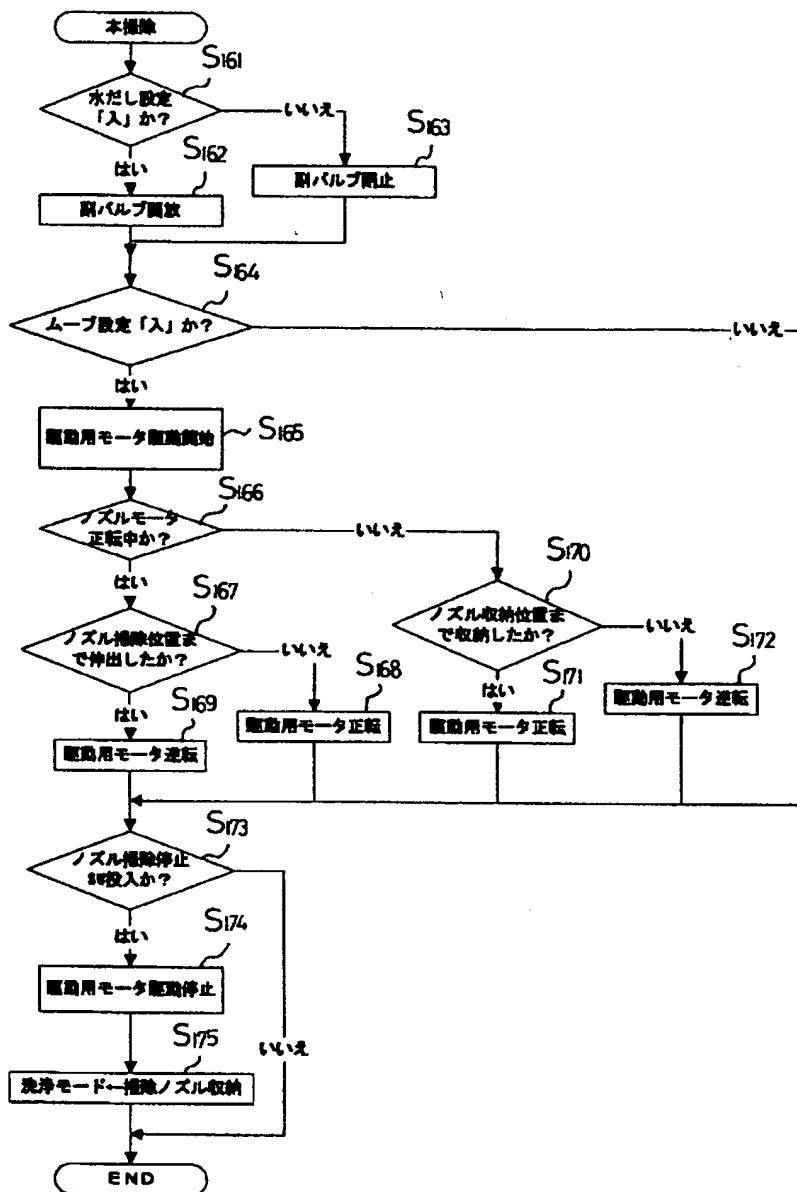 本掃除
S161
水だし設定
「入」か?
いいえ
はい
S162
副バルブ開放
S163
副バルブ閉止
S164
ムーブ設定「入」か?
いいえ
はい
駆動用モータ駆動開始
S165
S166
ノズルモータ
正転中か?
いいえ
はい
S167
ノズル掃除位置ま
で伸出したか?
いいえ
はい
S168
駆動用モータ正転
S169
駆動用モータ逆転
S170
ノズル収納位置ま
で収納したか?
いいえ
はい
S171
駆動用モータ正転
S172
駆動用モータ逆転
S173
ノズル掃除停止
SW投入か?
はい
いいえ
S174
駆動用モータ駆動停止
S175
洗浄モード←掃除ノズル収納
END